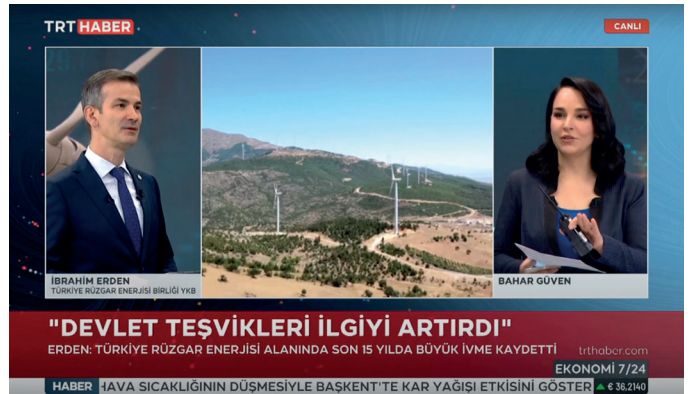 TRT HABER
CANLI
İBRAHİM ERDEN
TÜRKİYE RÜZGAR ENERJİSİ BİRLİĞİ YKB
BAHAR GÜVEN
"DEVLET TEŞVİKLERİ İLGİYİ ARTIRDI"
ERDEN: TÜRKİYE RÜZGAR ENERJİSİ ALANINDA SON 15 YILDA BÜYÜK İVME KAYDETTİ
trthaber.com
EKONOMİ 7/24
HABER HAVA SICAKLIĞININ DÜŞMESİYLE BAŞKENT'TE KAR YAĞIŞI ETKİSİNİ GÖSTER € 36,2140